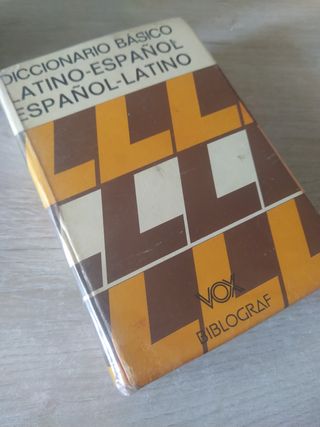 DICCIONARIO BÁSICO
LATINO-ESPAÑOL
ESPAÑOL-LATINO
VOX
BIBLOGRAF